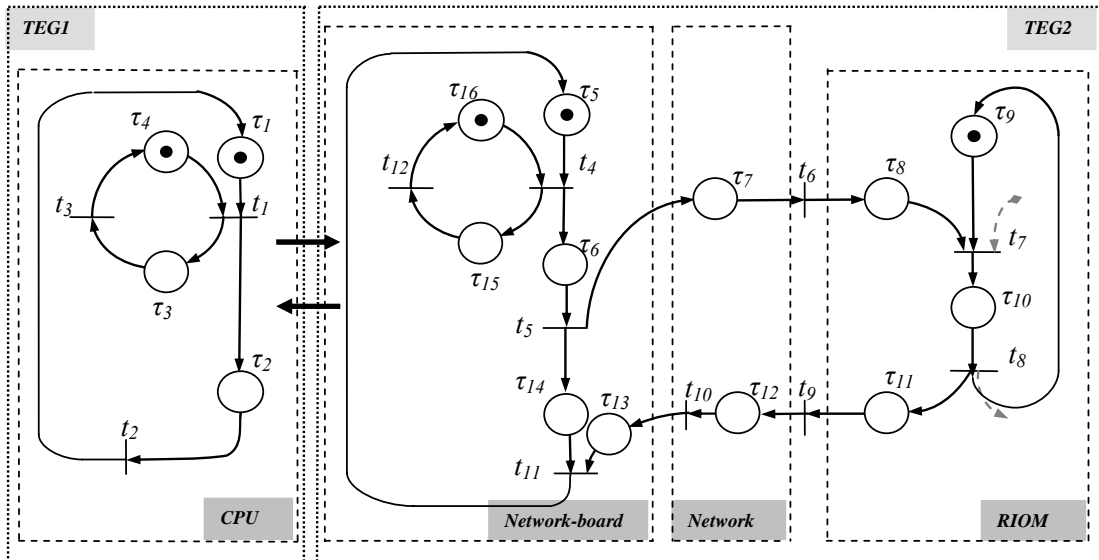 TEG1
TEG2
τ4
τ1
t3
t1
τ3
τ2
t2
CPU
τ16
τ5
t12
t4
τ15
τ6
t5
τ14
τ13
t11
Network-board
τ7
t6
t10
τ12
t9
Network
τ8
τ9
t7
τ10
t8
τ11
RIOM